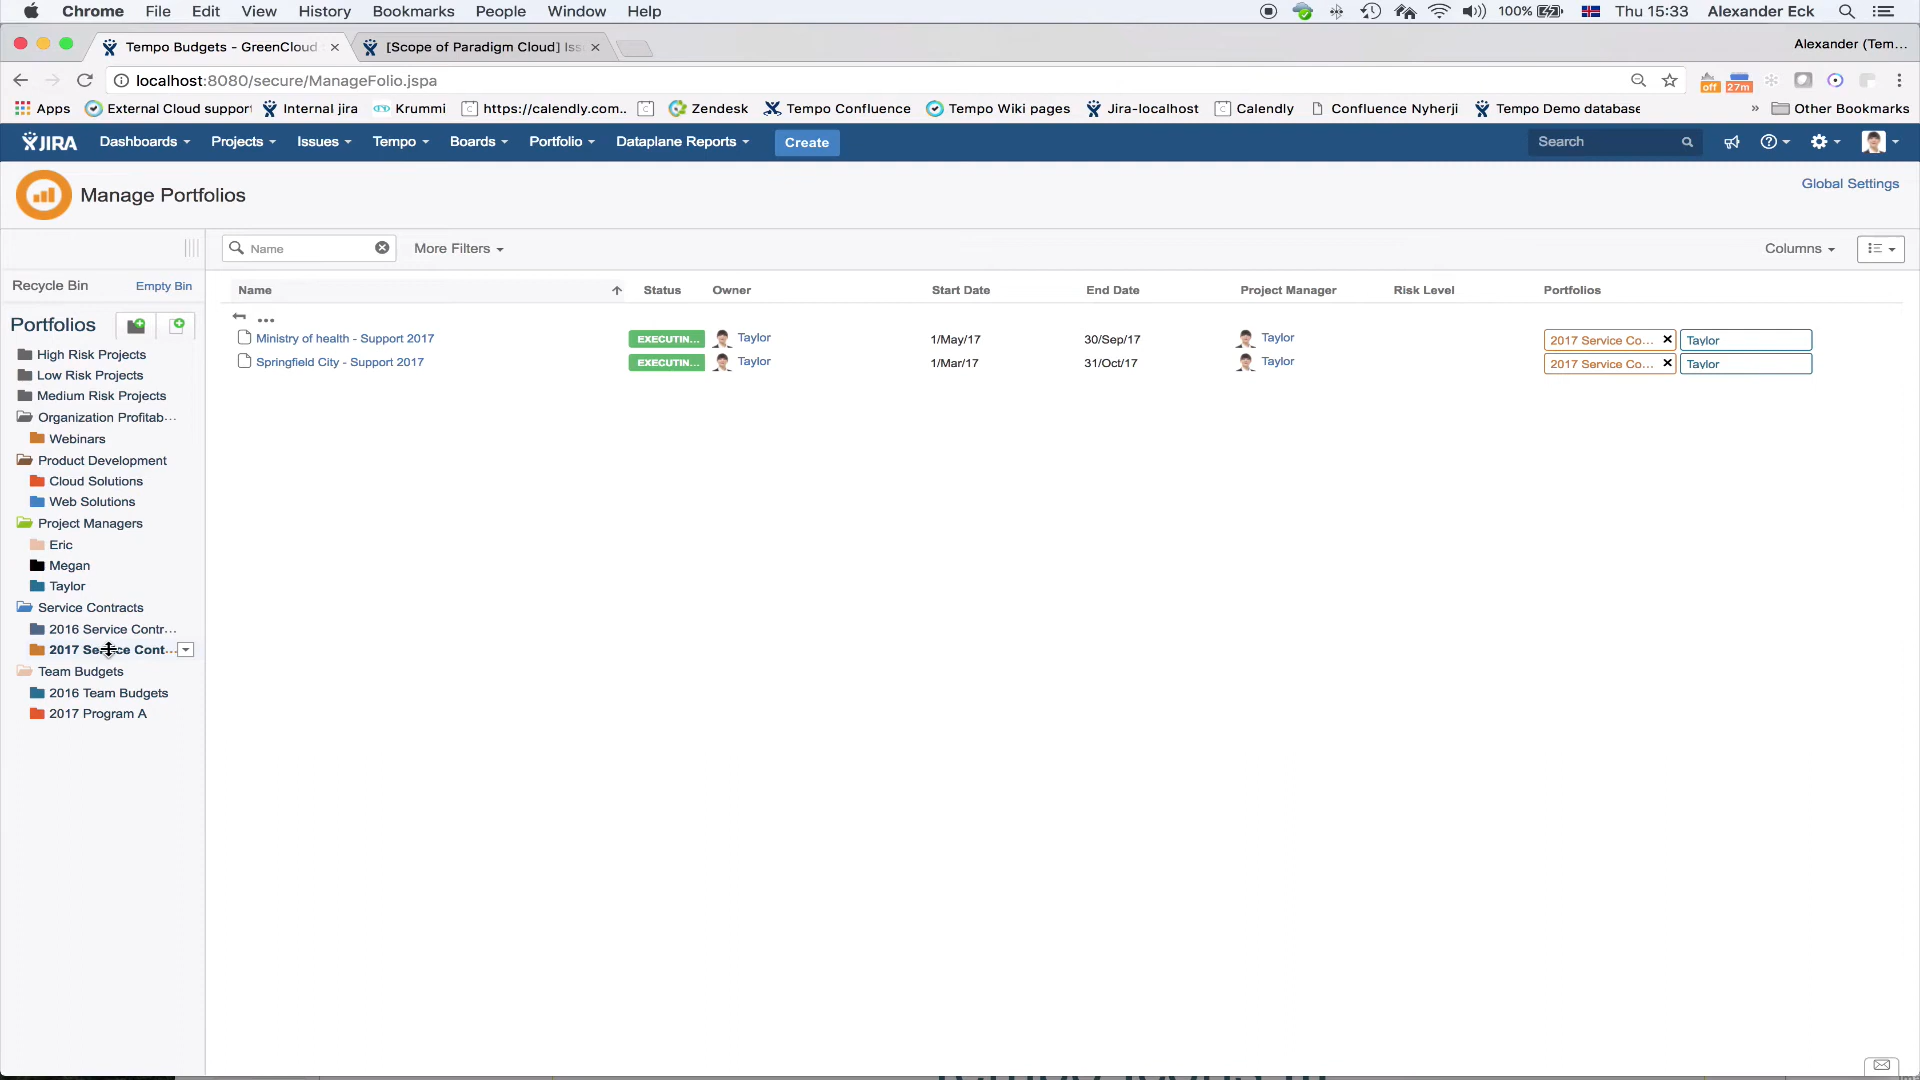 Chrome File Edit View History Bookmarks People Window Help 100% Thu 15:33 Alexander Eck
Tempo Budgets - GreenCloud [Scope of Paradigm Cloud] Iss Alexander (Tem...
localhost:8080/secure/ManageFolio.jspa off 27m
Apps External Cloud support Internal jira Krummi https://calendly.com.. Zendesk Tempo Confluence Tempo Wiki pages Jira-localhost Calendly Confluence Nyherji Tempo Demo database » Other Bookmarks
JIRA Dashboards Projects Issues Tempo Boards Portfolio Dataplane Reports Create Search
Manage Portfolios Global Settings
Name More Filters Columns
Recycle Bin Empty Bin
Name Status Owner Start Date End Date Project Manager Risk Level Portfolios
...
Ministry of health - Support 2017 EXECUTIN... Taylor 1/May/17 30/Sep/17 Taylor 2017 Service Co... Taylor
Springfield City - Support 2017 EXECUTIN... Taylor 1/Mar/17 31/Oct/17 Taylor 2017 Service Co... Taylor
Portfolios
High Risk Projects
Low Risk Projects
Medium Risk Projects
Organization Profitab...
Webinars
Product Development
Cloud Solutions
Web Solutions
Project Managers
Eric
Megan
Taylor
Service Contracts
2016 Service Contr...
2017 Service Cont...
Team Budgets
2016 Team Budgets
2017 Program A